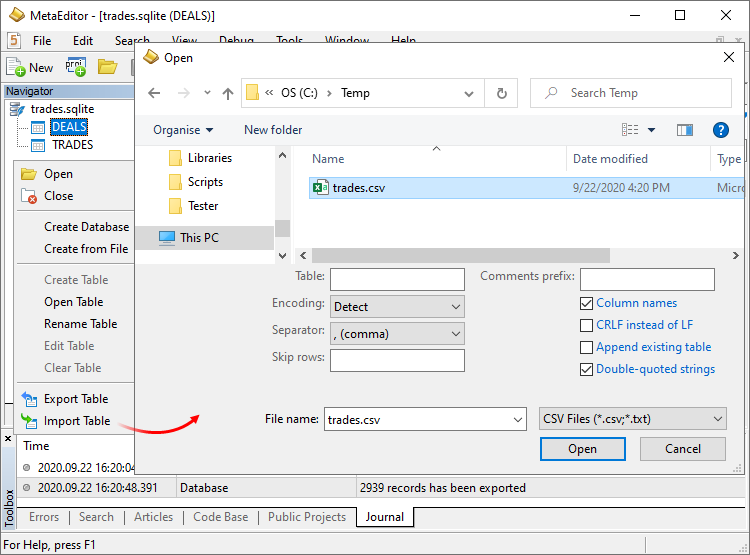 MetaEditor - [trades.sqlite (DEALS)]
File Edit Search View Debug Tools Window Help
New
Navigator
trades.sqlite
DEALS
TRADES
Open
Close
Create Database
Create from File
Create Table
Open Table
Rename Table
Edit Table
Clear Table
Export Table
Import Table
Open
OS (C:) Temp
Search Temp
Organise New folder
Libraries
Scripts
Tester
This PC
Name Date modified Type
trades.csv 9/22/2020 4:20 PM Micro
Table: Comments prefix:
Encoding: Detect Column names
CRLF instead of LF
Separator: , (comma)
Append existing table
Skip rows:
Double-quoted strings
File name: trades.csv CSV Files (*.csv;*.txt)
Open Cancel
Time
2020.09.22 16:20:04
2020.09.22 16:20:48.391 Database 2939 records has been exported
Toolbox
Errors Search Articles Code Base Public Projects Journal
For Help, press F1